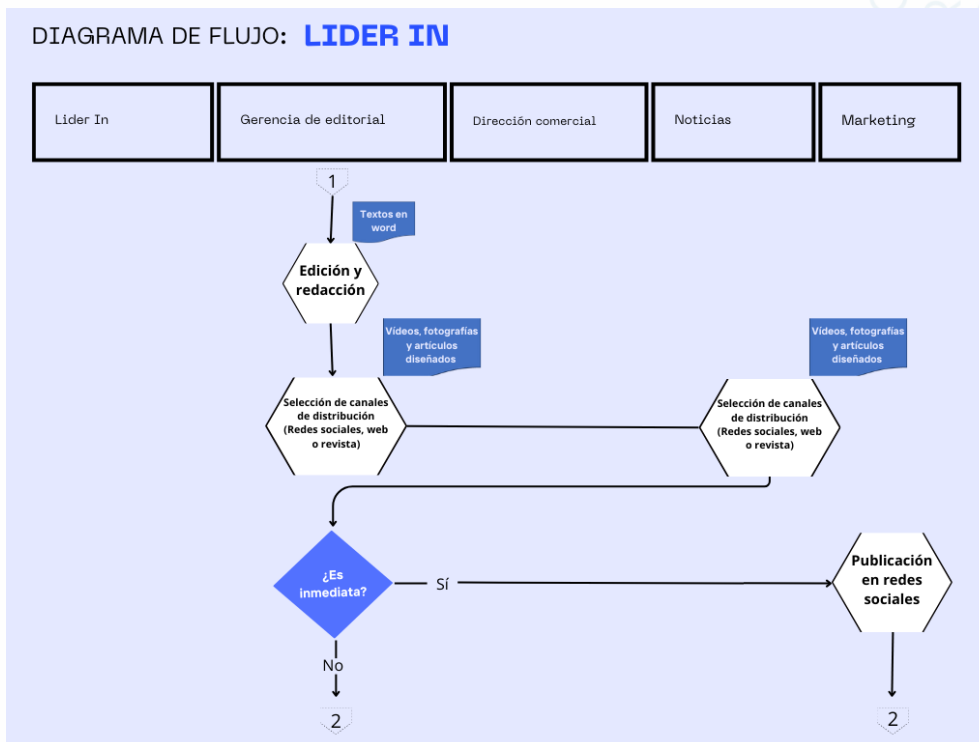 DIAGRAMA DE FLUJO: LIDER IN
Lider In
Gerencia de editorial
Dirección comercial
Noticias
Marketing
1
Textos en
word
Edición y
redacción
Vídeos, fotografías
y artículos
diseñados
Vídeos, fotografías
y artículos
diseñados
Selección de canales
de distribución
(Redes sociales, web
o revista)
Selección de canales
de distribución
(Redes sociales, web
o revista)
¿Es
inmediata?
Sí
Publicación
en redes
sociales
No
2
2